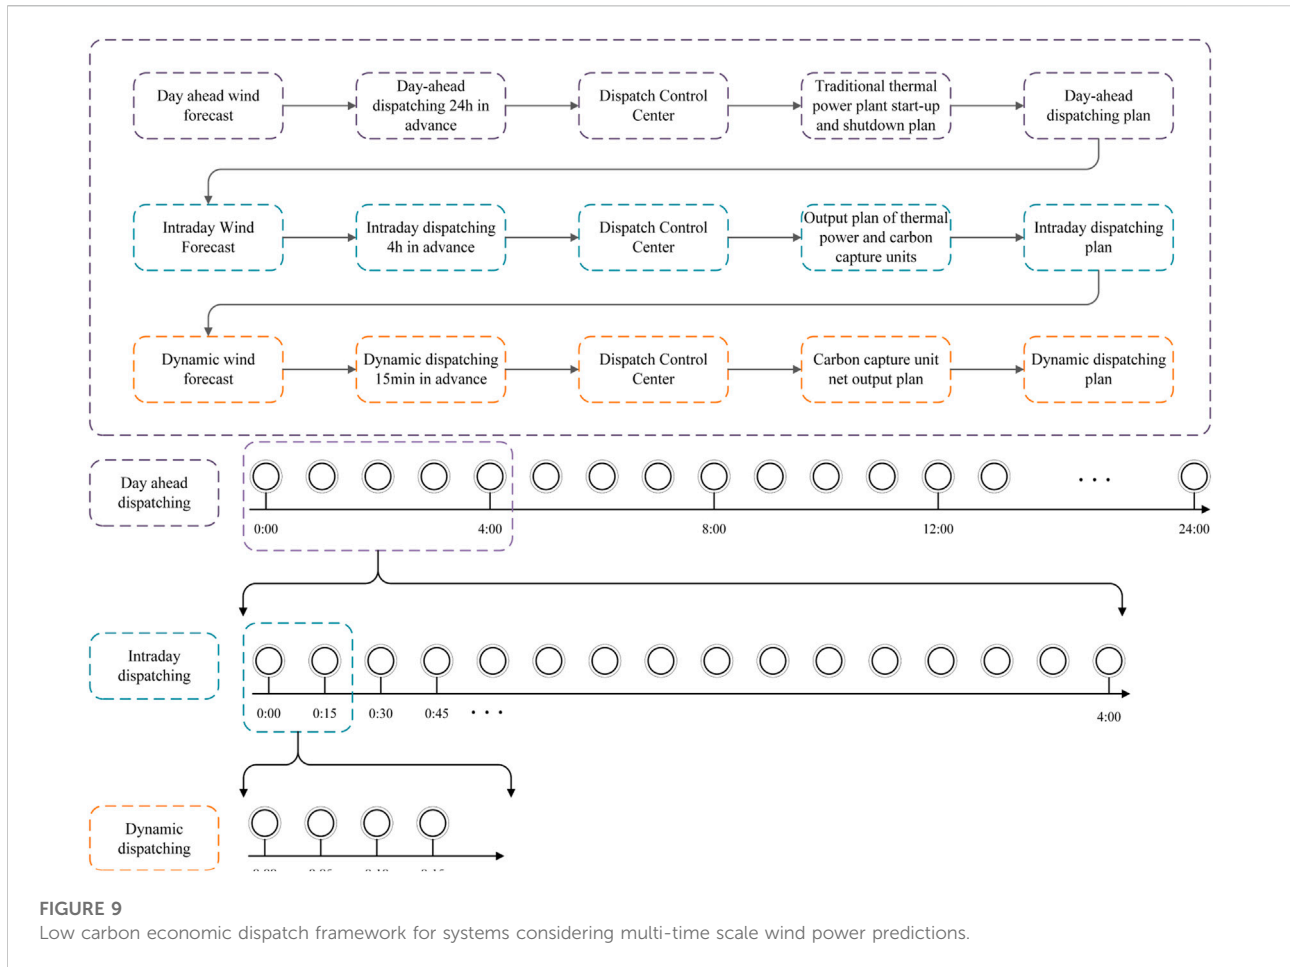 Day ahead wind
forecast
Day-ahead
dispatching 24h in
advance
Dispatch Control
Center
Traditional thermal
power plant start-up
and shutdown plan
Day-ahead
dispatching plan
Intraday Wind
Forecast
Intraday dispatching
4h in advance
Dispatch Control
Center
Output plan of thermal
power and carbon
capture units
Intraday dispatching
plan
Dynamic wind
forecast
Dynamic dispatching
15min in advance
Dispatch Control
Center
Carbon capture unit
net output plan
Dynamic dispatching
plan
Day ahead
dispatching
. . .
0:00 4:00 8:00 12:00 24:00
Intraday
dispatching
0:00 0:15 0:30 0:45 . . . 4:00
Dynamic
dispatching
FIGURE 9
Low carbon economic dispatch framework for systems considering multi-time scale wind power predictions.